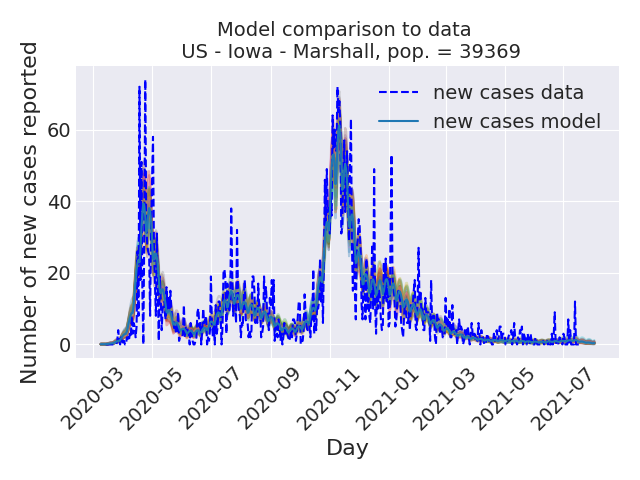 Model comparison to data
US - Iowa - Marshall, pop. = 39369
Number of new cases reported
60
40
20
0
new cases data
new cases model
2020-03
2020-05
2020-07
2020-09
2020-11
2021-01
2021-03
2021-05
2021-07
Day